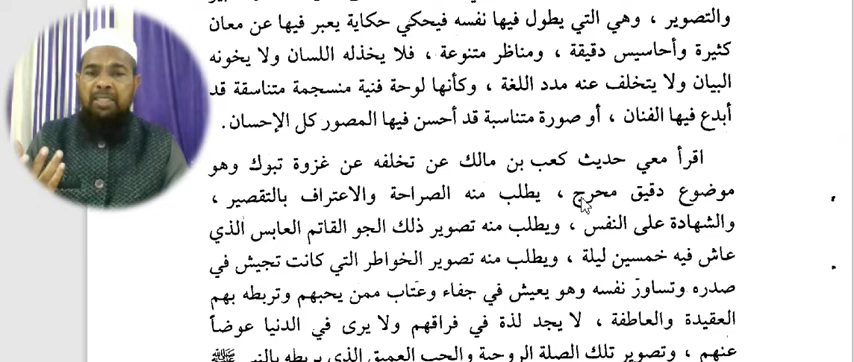 والتصوير ، وهي التي يطول فيها نفسه فيحكي حكاية يعبر فيها عن معان
كثيرة وأحاسيس دقيقة ، ومناظر متنوعة ، فلا يخذله اللسان ولا يخونه
البيان ولا يتخلف عنه مدد اللغة ، وكأنها لوحة فنية منسجمة متناسقة قد
أبدع فيها الفنان ، أو صورة متناسبة قد أحسن فيها المصور كل الإحسان .
اقرأ معي حديث كعب بن مالك عن تخلفه عن غزوة تبوك وهو
موضوع دقيق محرج ، يطلب منه الصراحة والاعتراف بالتقصير ،
والشهادة على النفس ، ويطلب منه تصوير ذلك الجو القاتم العابس الذي
عاش فيه خمسين ليلة ، ويطلب منه تصوير الخواطر التي كانت تجيش في
صدره وتساور نفسه وهو يعيش في جفاء وعتاب ممن يحبهم وتربطه بهم
العقيدة والعاطفة ، لا يجد لذة في فراقهم ولا يرى في الدنيا عوضاً
عنهم ، وتصوير تلك الصلة الروحية والحب العميق الذي يربطه بالنبي ﷺ